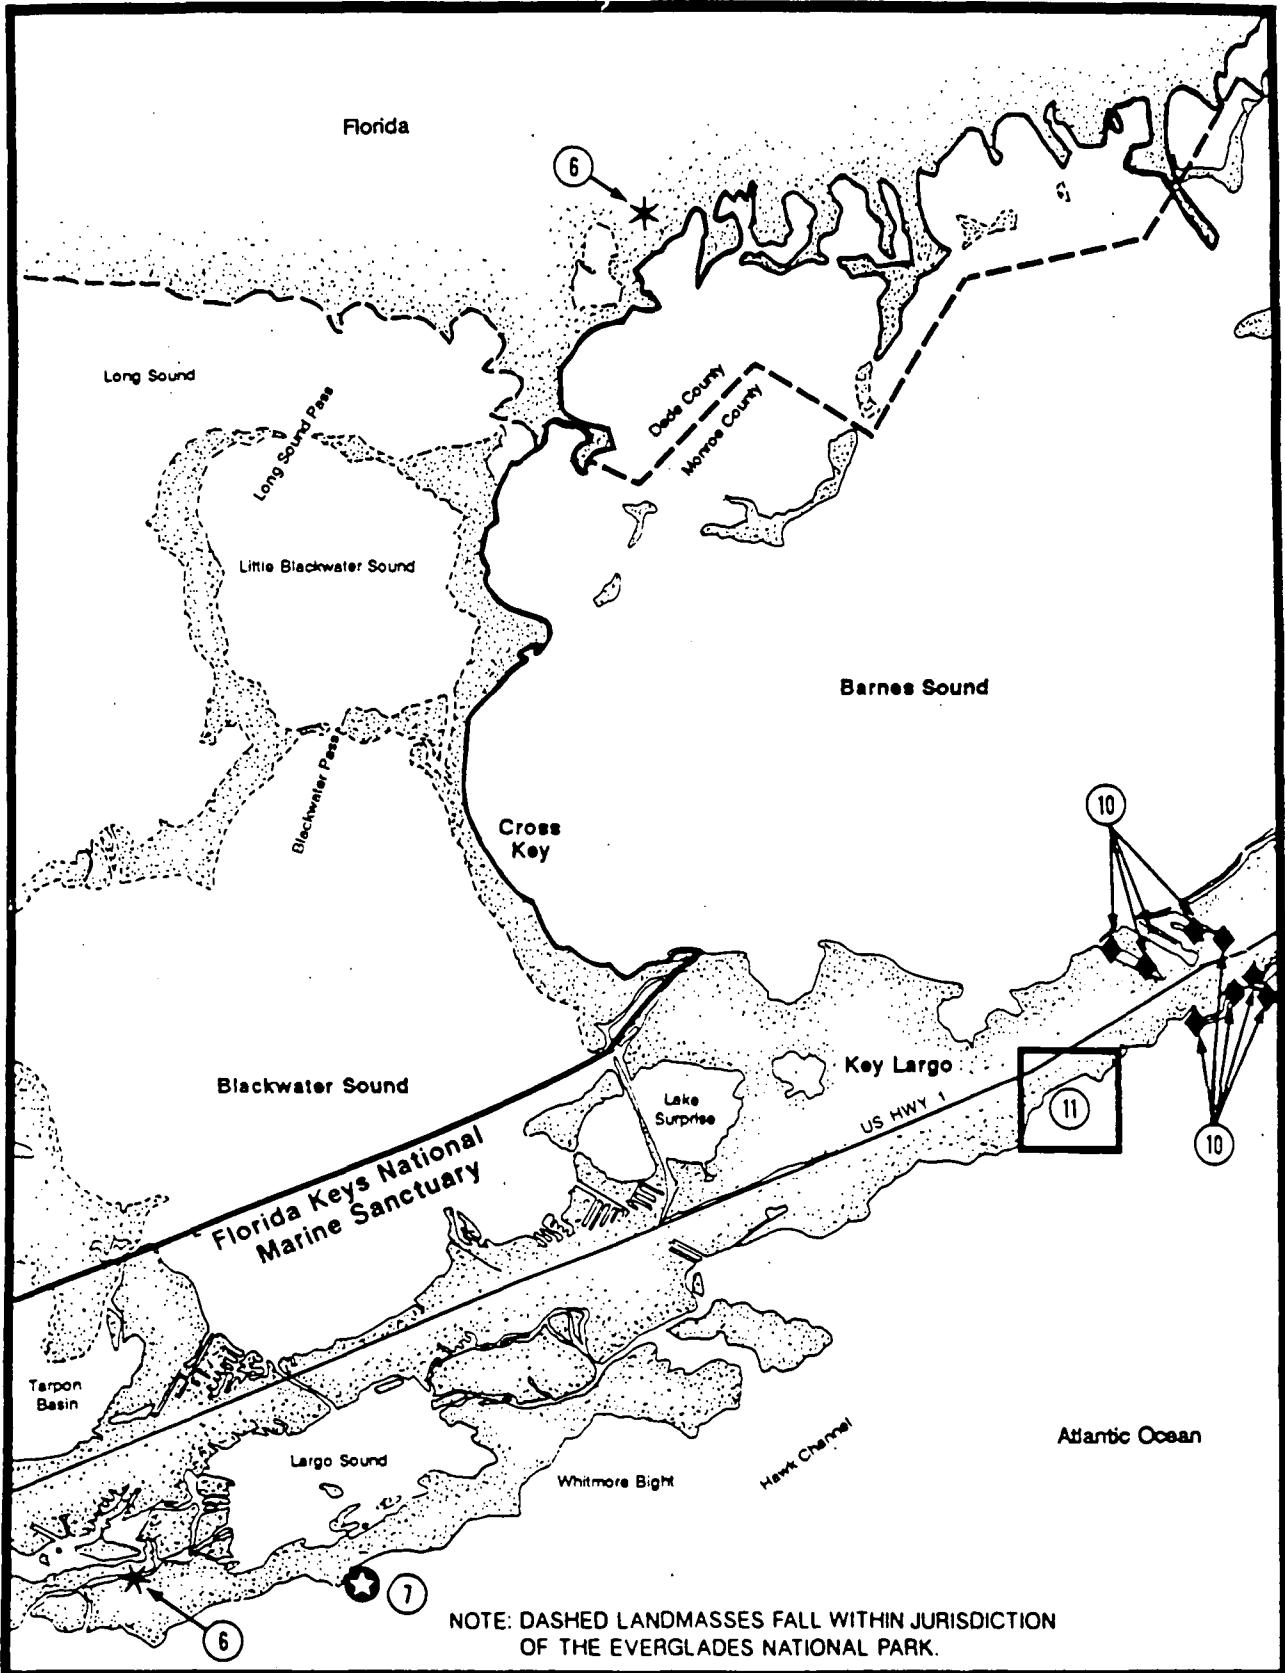 Florida
6
Long Sound
Long Sound Pass
Dade County
Monroe County
Little Blackwater Sound
Barnes Sound
Blackwater Pass
Cross
Key
10
Blackwater Sound
Key Largo
Lake
Surprise
US HWY 1
11
10
Florida Keys National
Marine Sanctuary
Tarpon
Basin
Largo Sound
Whitmore Bight
Hawk Channel
Atlantic Ocean
7
6
NOTE: DASHED LANDMASSES FALL WITHIN JURISDICTION
OF THE EVERGLADES NATIONAL PARK.